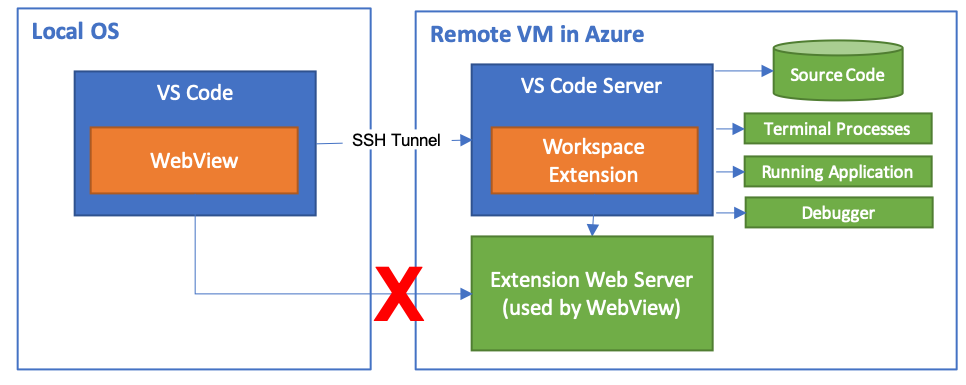 Local OS
VS Code
WebView
SSH Tunnel
Remote VM in Azure
VS Code Server
Workspace
Extension
Source Code
Terminal Processes
Running Application
Debugger
X
Extension Web Server
(used by WebView)